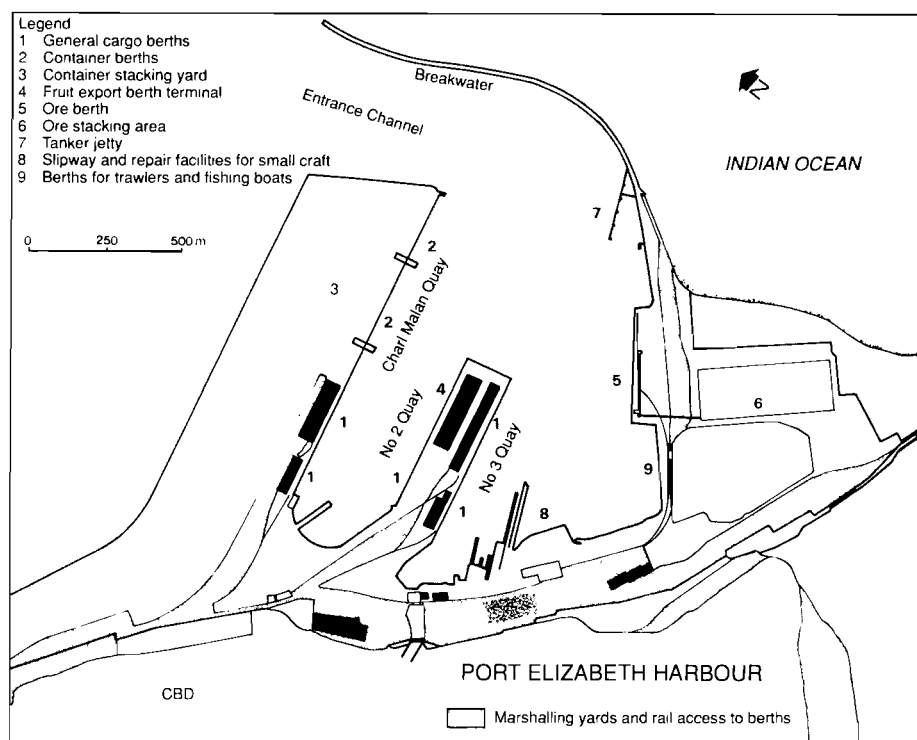 Legend
1 General cargo berths
2 Container berths
3 Container stacking yard
4 Fruit export berth terminal
5 Ore berth
6 Ore stacking area
7 Tanker jetty
8 Slipway and repair facilities for small craft
9 Berths for trawlers and fishing boats
0 250 500 m
Breakwater
Entrance Channel
N
INDIAN OCEAN
7
2
3
Charl Malan Quay
2
5
6
4
1
No 2 Quay
1
No 3 Quay
1
1
9
1
8
CBD
PORT ELIZABETH HARBOUR
Marshalling yards and rail access to berths